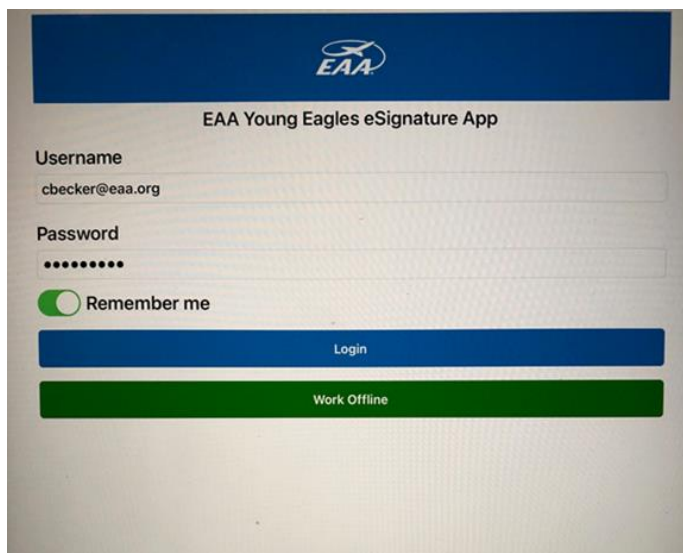 EAA
EAA Young Eagles eSignature App
Username
cbecker@eaa.org
Password
•••••••••
Remember me
Login
Work Offline